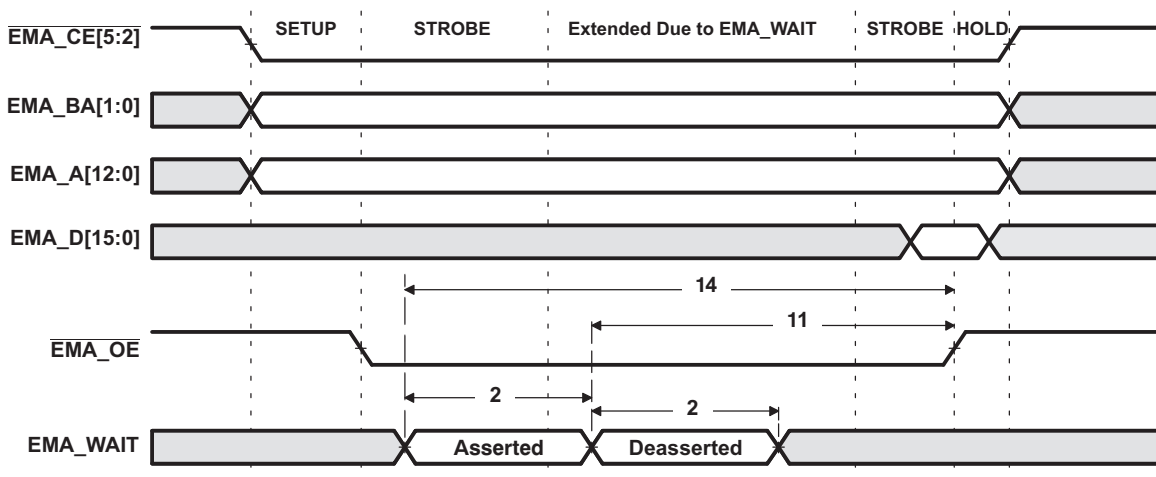 SETUP STROBE Extended Due to EMA_WAIT STROBE HOLD
EMA_CE[5:2]
EMA_BA[1:0]
EMA_A[12:0]
EMA_D[15:0]
14
11
EMA_OE
2
2
EMA_WAIT Asserted Deasserted